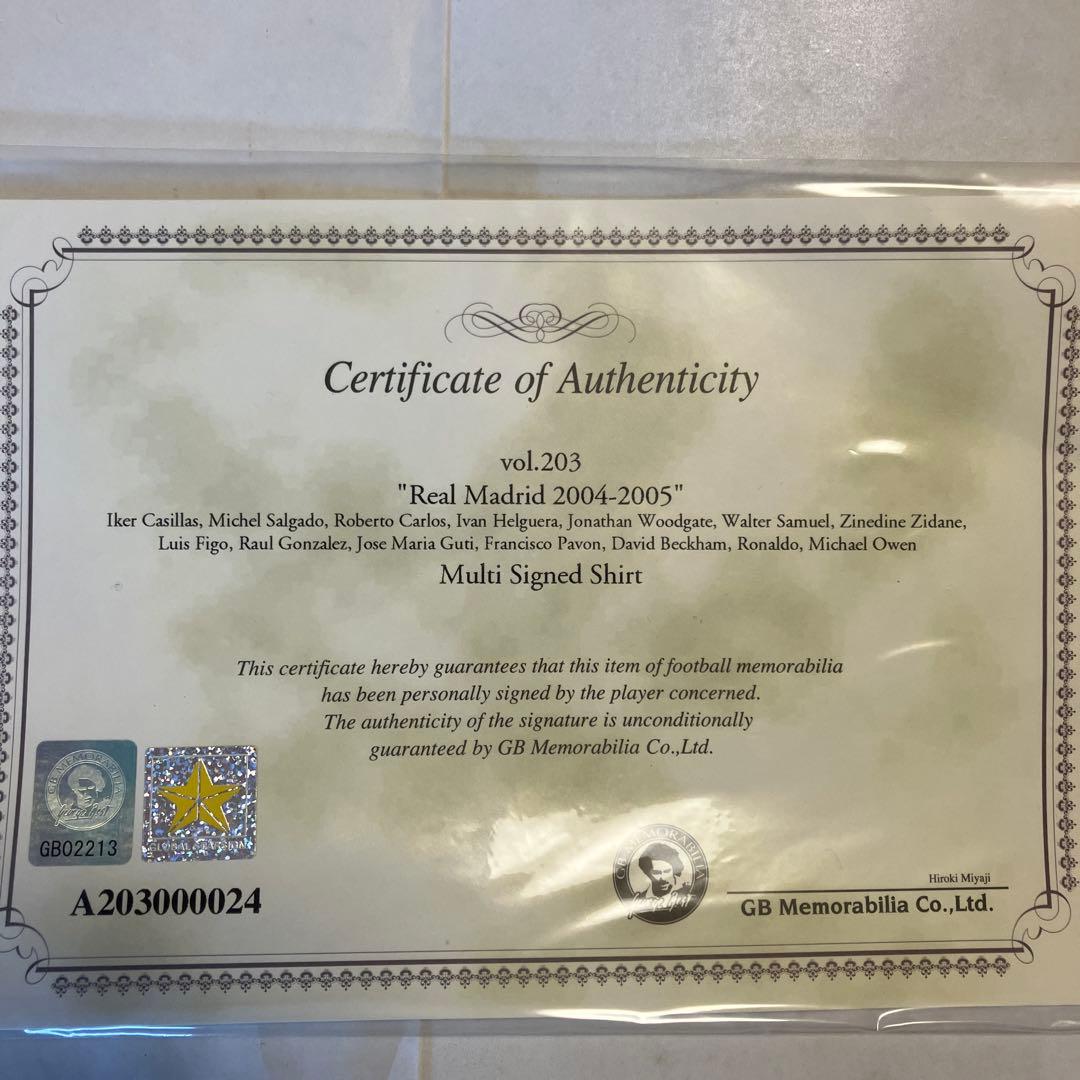 Certificate of Authenticity
vol.203
"Real Madrid 2004-2005"
Iker Casillas, Michel Salgado, Roberto Carlos, Ivan Helguera, Jonathan Woodgate, Walter Samuel, Zinedine Zidane,
Luis Figo, Raul Gonzalez, Jose Maria Guti, Francisco Pavon, David Beckham, Ronaldo, Michael Owen
Multi Signed Shirt
This certificate hereby guarantees that this item of football memorabilia
has been personally signed by the player concerned.
The authenticity of the signature is unconditionally
guaranteed by GB Memorabilia Co.,Ltd.
GB MEMORABILIA
GB02213
A203000024
GB MEMORABILIA
Hiroki Miyaji
GB Memorabilia Co.,Ltd.